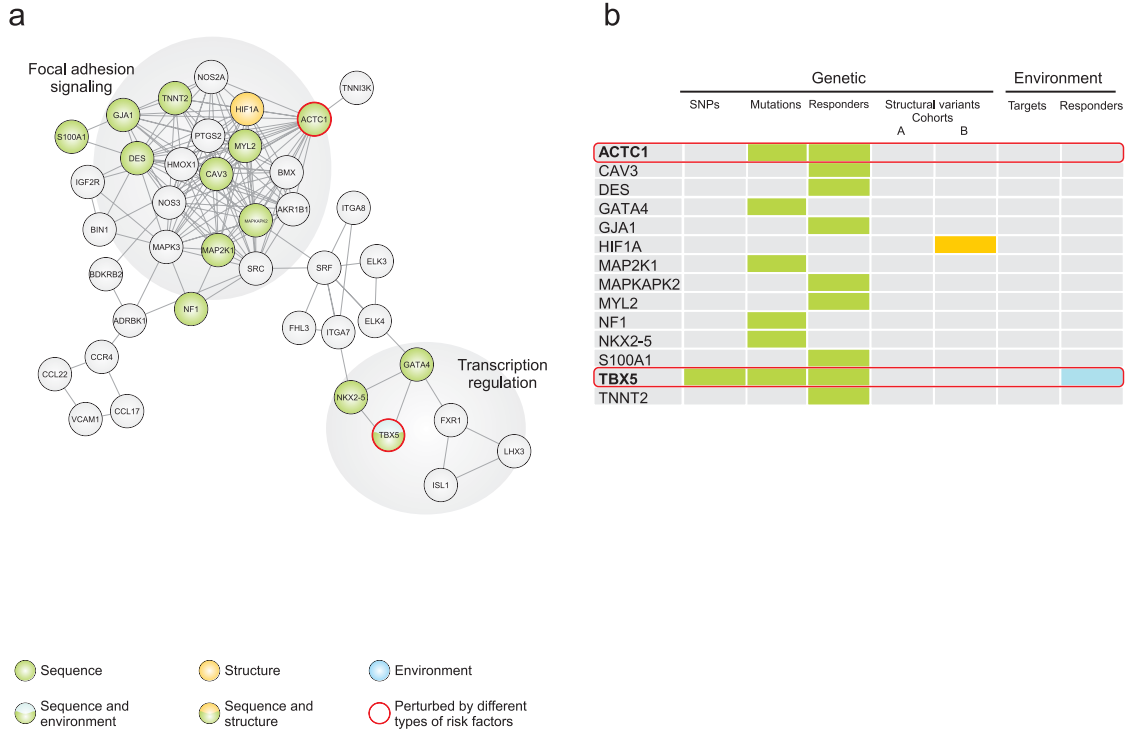 a
Focal adhesion
signaling
NOS2A
TNNI3K
TNNT2
HIF1A
GJA1
ACTC1
S100A1
PTGS2
MYL2
DES
HMOX1
CAV3
BMX
IGF2R
NOS3
AKR1B1
ITGA8
MAPKAPK2
BIN1
MAPK3
MAP2K1
SRC
SRF
ELK3
BDKRB2
NF1
ADRBK1
FHL3
ITGA7
ELK4
CCR4
CCL22
GATA4
Transcription
regulation
NKX2-5
VCAM1
CCL17
FXR1
TBX5
LHX3
ISL1
Sequence
Structure
Environment
Sequence and
environment
Sequence and
structure
Perturbed by different
types of risk factors
b
Genetic
Environment
SNPs
Mutations
Responders
Structural variants
Cohorts
A
B
Targets
Responders
ACTC1
CAV3
DES
GATA4
GJA1
HIF1A
MAP2K1
MAPKAPK2
MYL2
NF1
NKX2-5
S100A1
TBX5
TNNT2